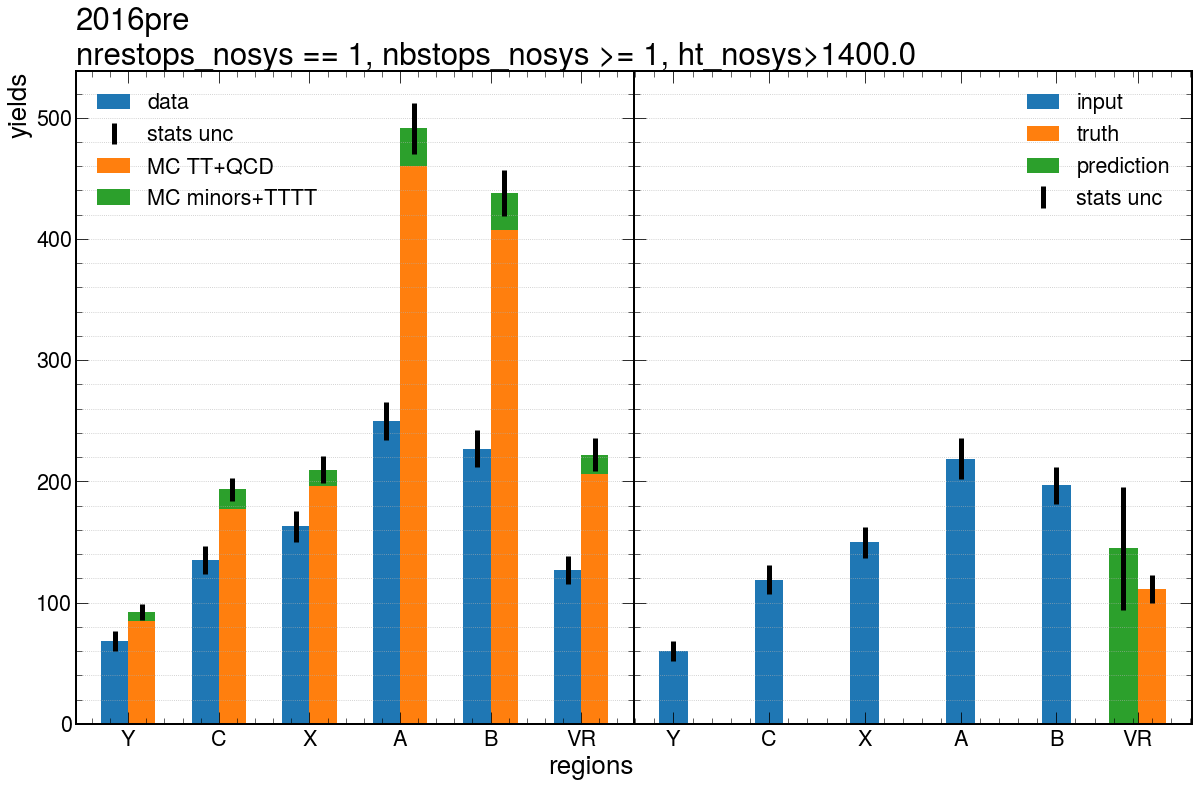 2016pre
nrestops_nosys == 1, nbstops_nosys >= 1, ht_nosys>1400.0
yields
data
stats unc
MC TT+QCD
MC minors+TTTT
input
truth
prediction
stats unc
500
400
300
200
100
0
Y C X A B VR
Y C X A B VR
regions